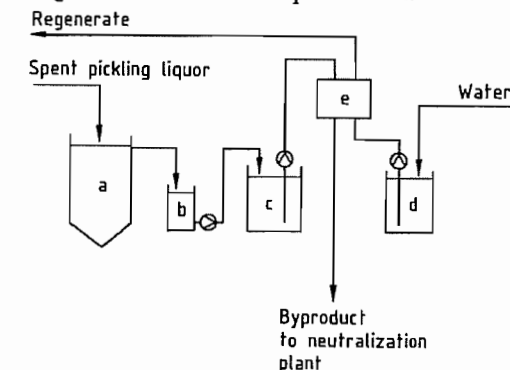 Regenerate
Spent pickling liquor
Water
e
a
b
c
d
Byproduct
to neutralization
plant